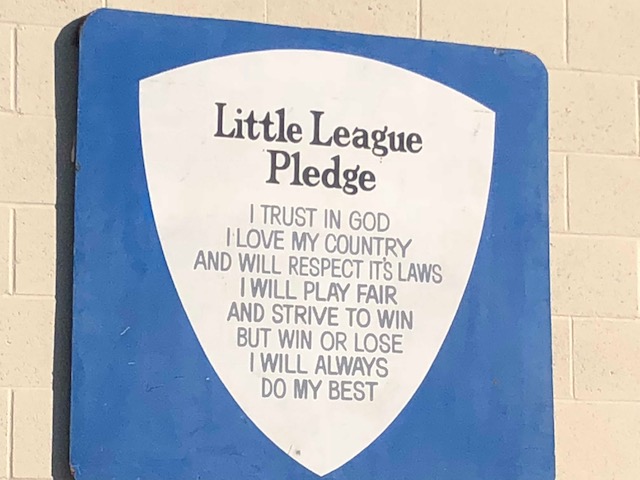 Little League
Pledge
I TRUST IN GOD
I LOVE MY COUNTRY
AND WILL RESPECT IT'S LAWS
I WILL PLAY FAIR
AND STRIVE TO WIN
BUT WIN OR LOSE
I WILL ALWAYS
DO MY BEST